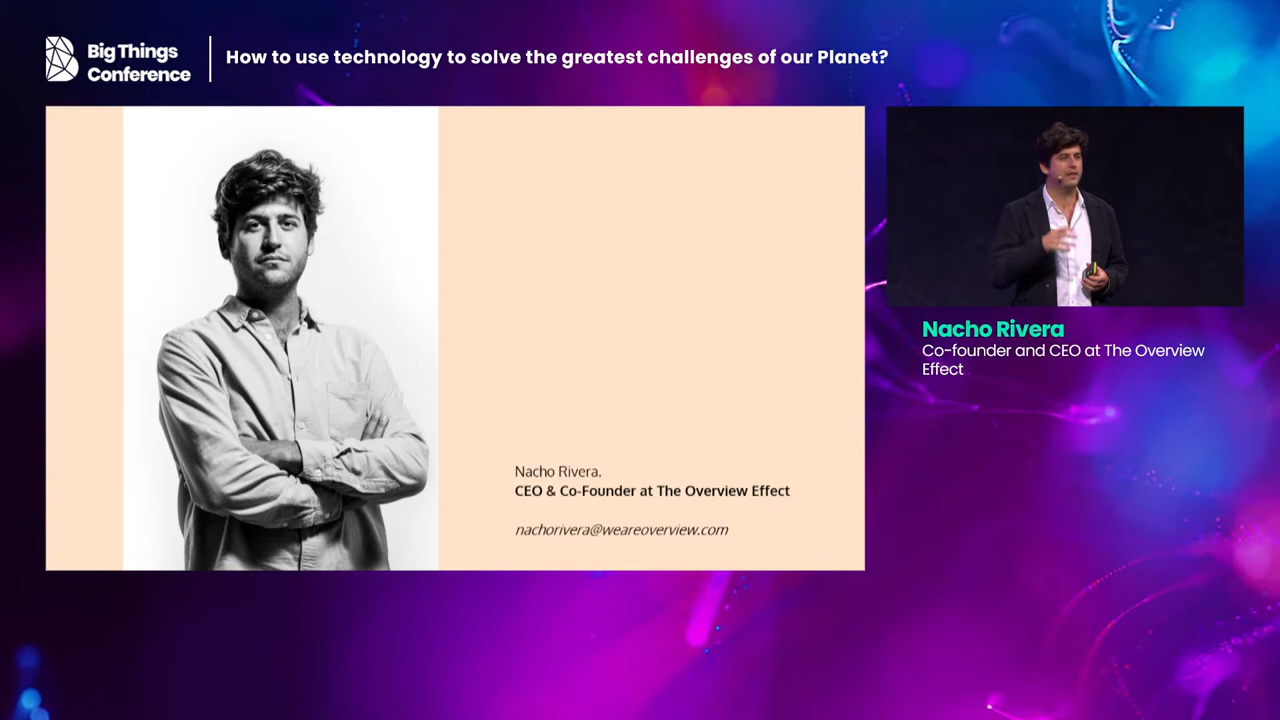 Big Things
Conference
How to use technology to solve the greatest challenges of our Planet?
Nacho Rivera.
CEO & Co-Founder at The Overview Effect
nachorivera@weareoverview.com
Nacho Rivera
Co-founder and CEO at The Overview
Effect